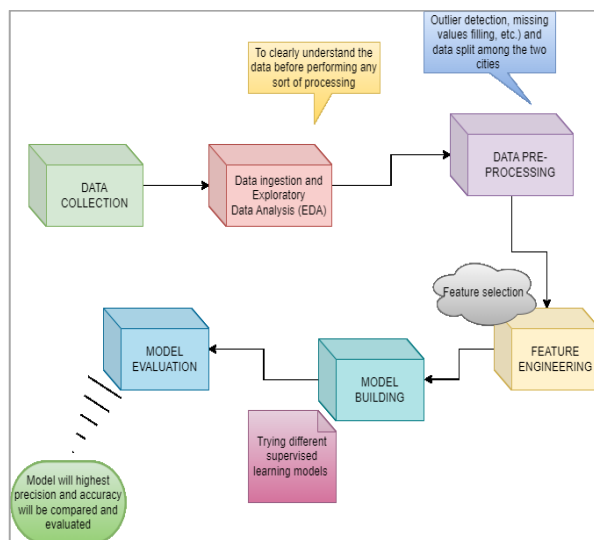 To clearly understand the
data before performing any
sort of processing
Outlier detection, missing
values filling, etc.) and
data split among the two
cities
DATA
COLLECTION
Data ingestion and
Exploratory
Data Analysis (EDA)
DATA PRE-
PROCESSING
Feature selection
FEATURE
ENGINEERING
MODEL
BUILDING
MODEL
EVALUATION
Trying different
supervised
learning models
Model will highest
precision and accuracy
will be compared and
evaluated